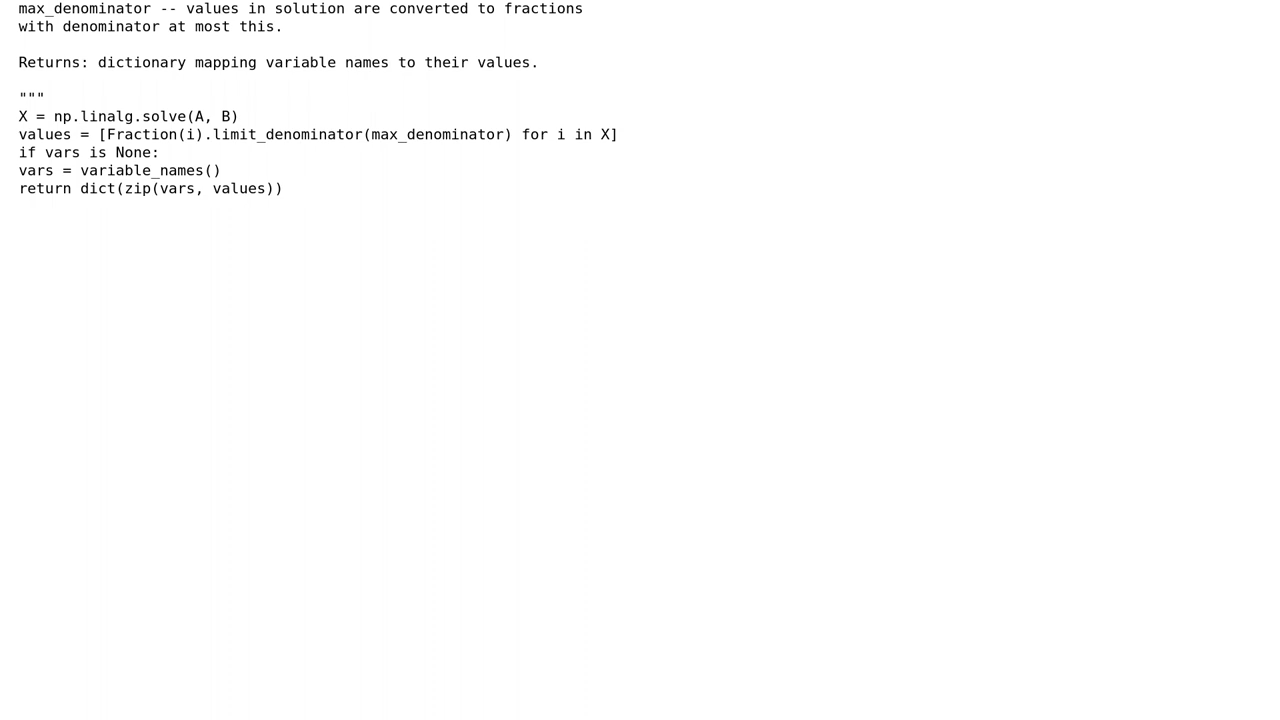 max_denominator -- values in solution are converted to fractions
with denominator at most this.
Returns: dictionary mapping variable names to their values.
"""
X = np.linalg.solve(A, B)
values = [Fraction(i).limit_denominator(max_denominator) for i in X]
if vars is None:
vars = variable_names()
return dict(zip(vars, values))